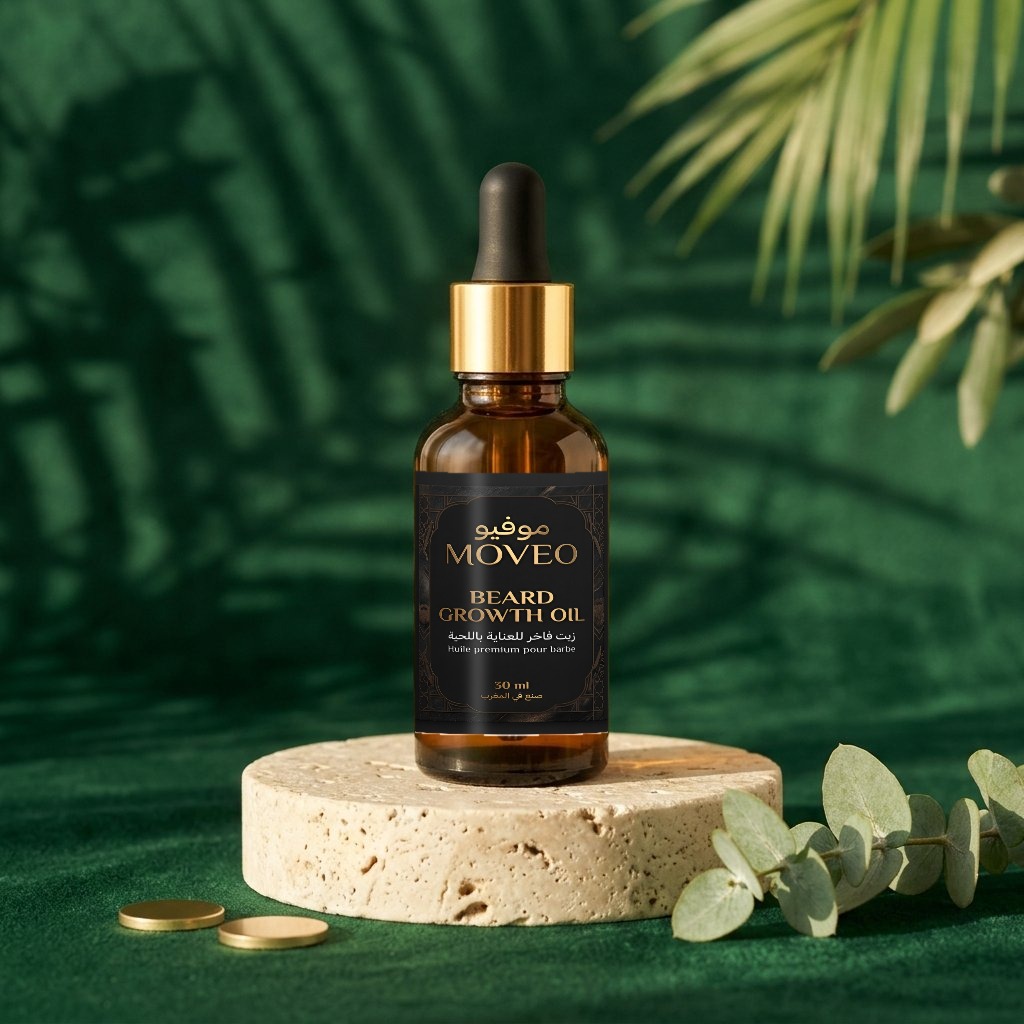 موفيو
MOVEO
BEARD
GROWTH OIL
زيت فاخر للعناية باللحية
Huile premium pour barbe
30 ml
صنع في المغرب